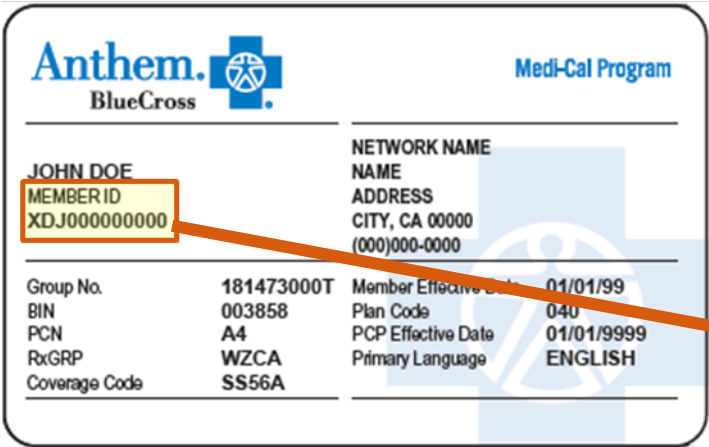 Anthem.
BlueCross
Medi-Cal Program
JOHN DOE
MEMBER ID
XDJ000000000
NETWORK NAME
NAME
ADDRESS
CITY, CA 00000
(000)000-0000
Group No. 181473000T
BIN 003858
PCN A4
RxGRP WZCA
Coverage Code SS56A
Member Effective Date 01/01/99
Plan Code 040
PCP Effective Date 01/01/9999
Primary Language ENGLISH